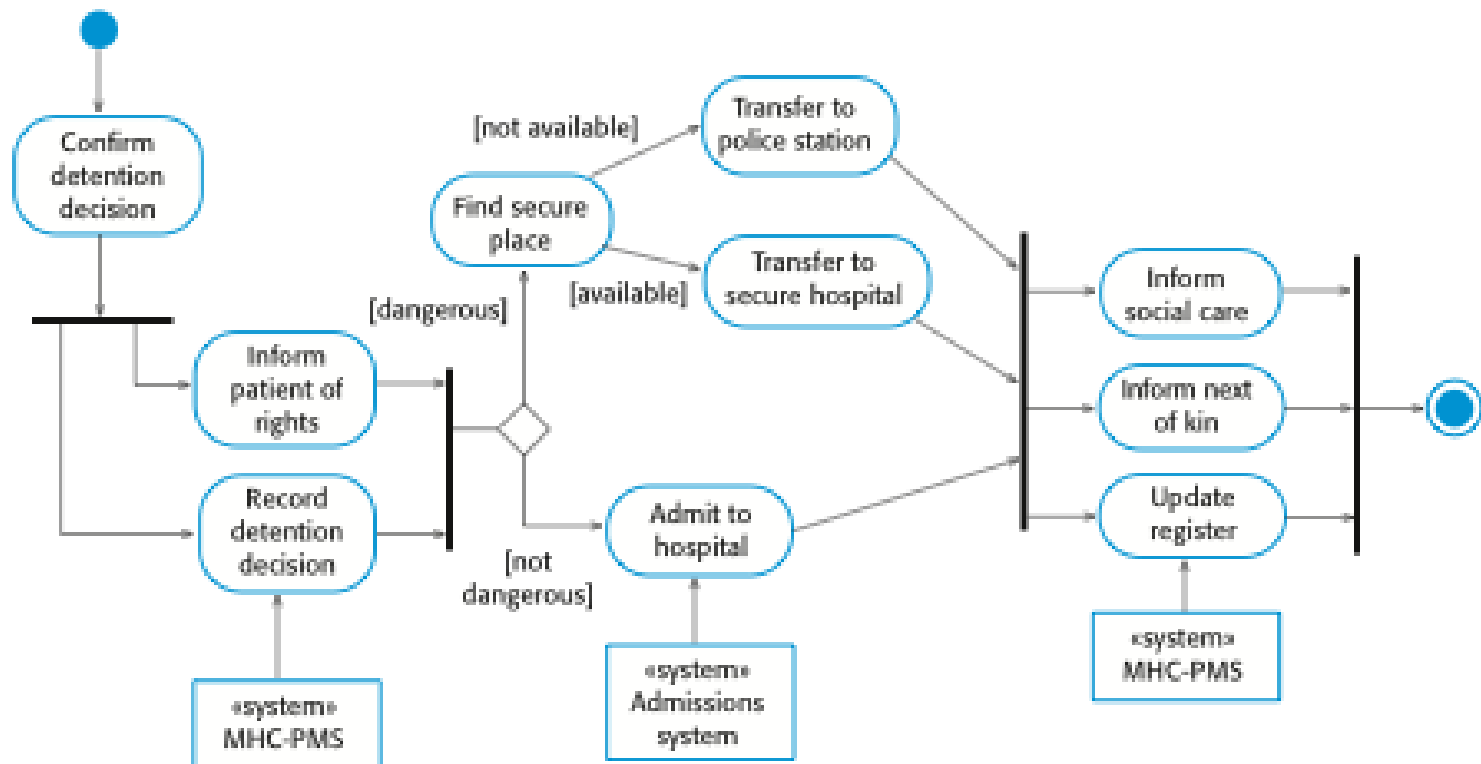 Confirm
detention
decision
Inform
patient of
rights
Record
detention
decision
«system»
MHC-PMS
[dangerous]
[not
dangerous]
Find secure
place
[not available]
[available]
Transfer to
police station
Transfer to
secure hospital
Admit to
hospital
«system»
Admissions
system
Inform
social care
Inform next
of kin
Update
register
«system»
MHC-PMS